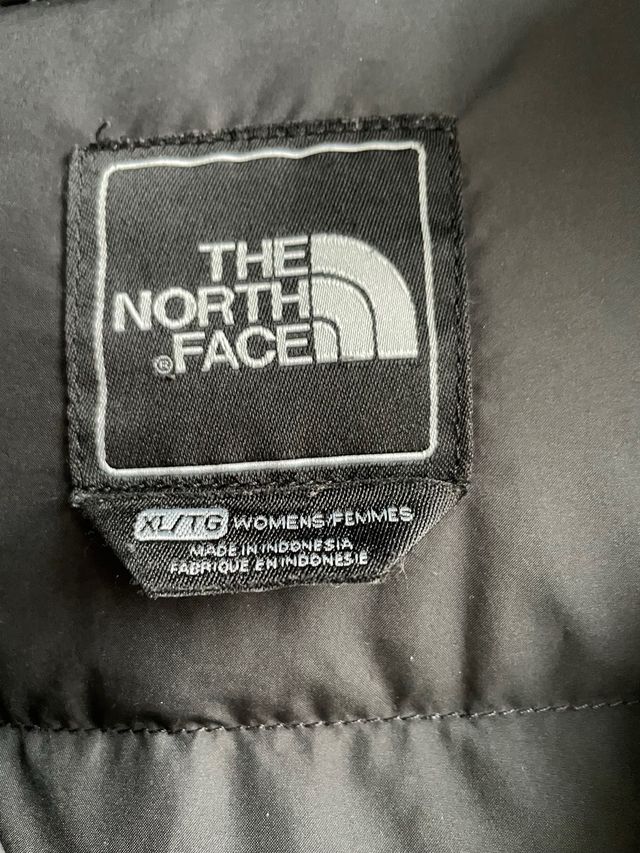 THE
NORTH
®FACE
XL/TG WOMENS/FEMMES
MADE IN INDONESIA
FABRIQUE EN INDONESIE